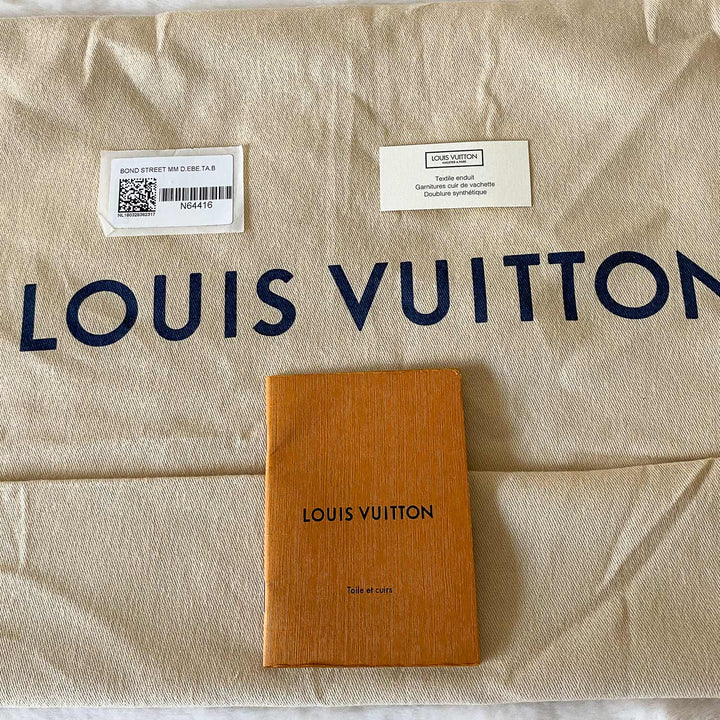 BOND STREET MM D.EBE.TA.B
N64416
LOUIS VUITTON
Textile enduit
Garnitures cuir de vachette
Doublure synthétique
LOUIS VUITTON
LOUIS VUITTON
Toile et cuirs